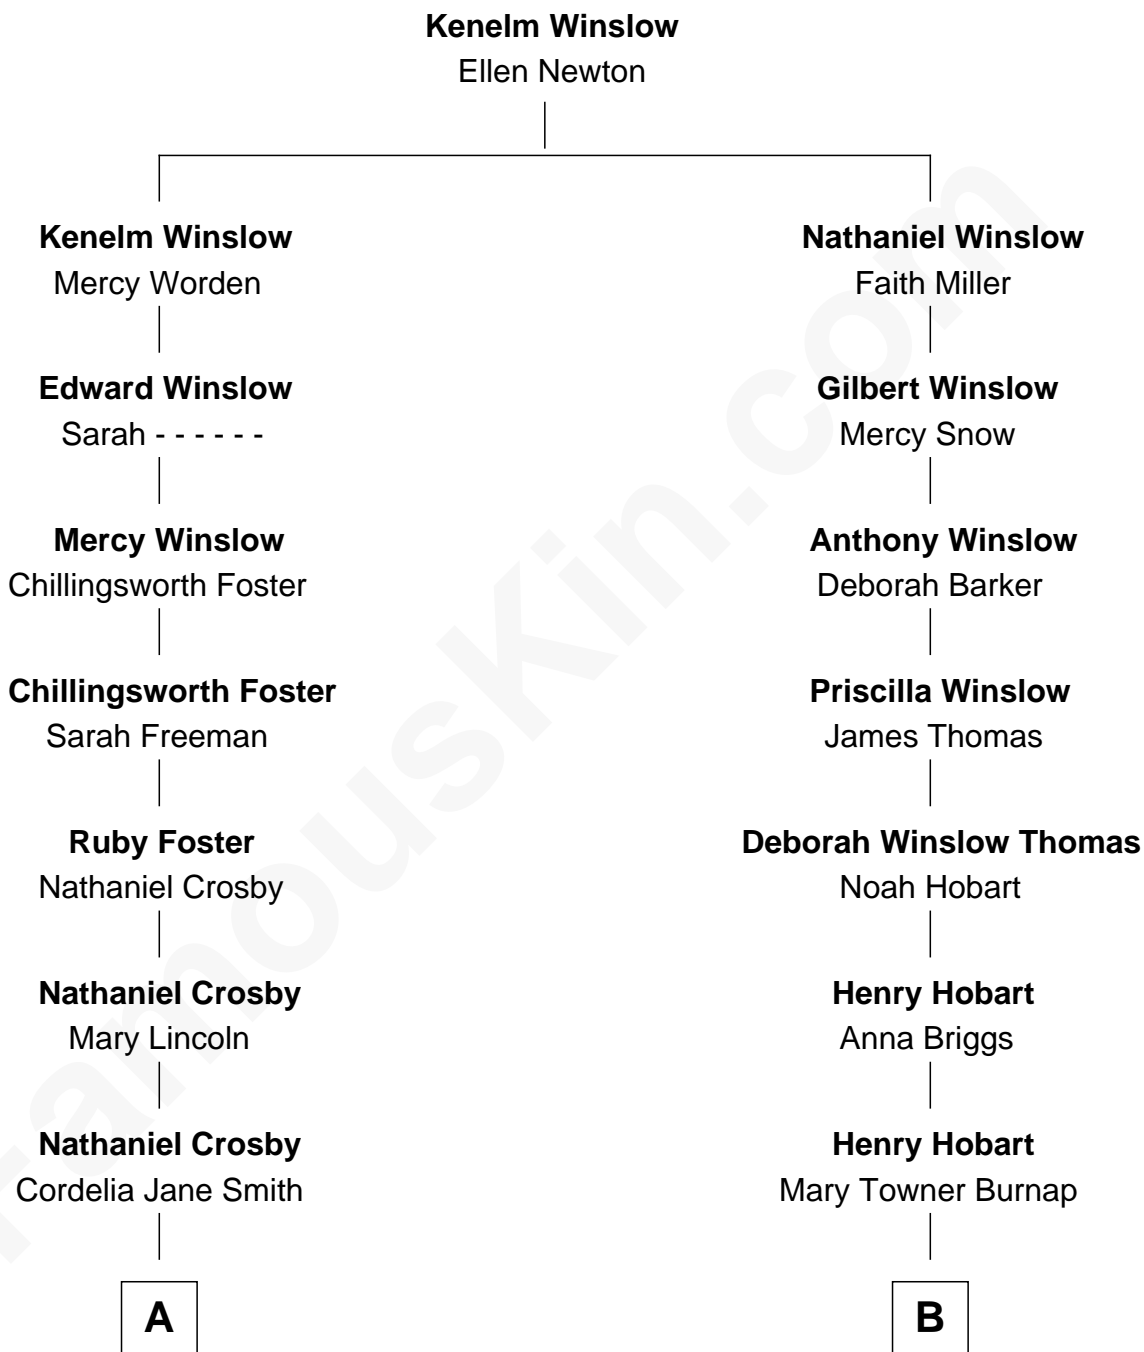 Kenelm Winslow
Ellen Newton
Kenelm Winslow
Mercy Worden
Edward Winslow
Sarah - - - - - -
Mercy Winslow
Chillingsworth Foster
Chillingsworth Foster
Sarah Freeman
Ruby Foster
Nathaniel Crosby
Nathaniel Crosby
Mary Lincoln
Nathaniel Crosby
Cordelia Jane Smith
A
Nathaniel Winslow
Faith Miller
Gilbert Winslow
Mercy Snow
Anthony Winslow
Deborah Barker
Priscilla Winslow
James Thomas
Deborah Winslow Thomas
Noah Hobart
Henry Hobart
Anna Briggs
Henry Hobart
Mary Towner Burnap
B
FamousKin.com